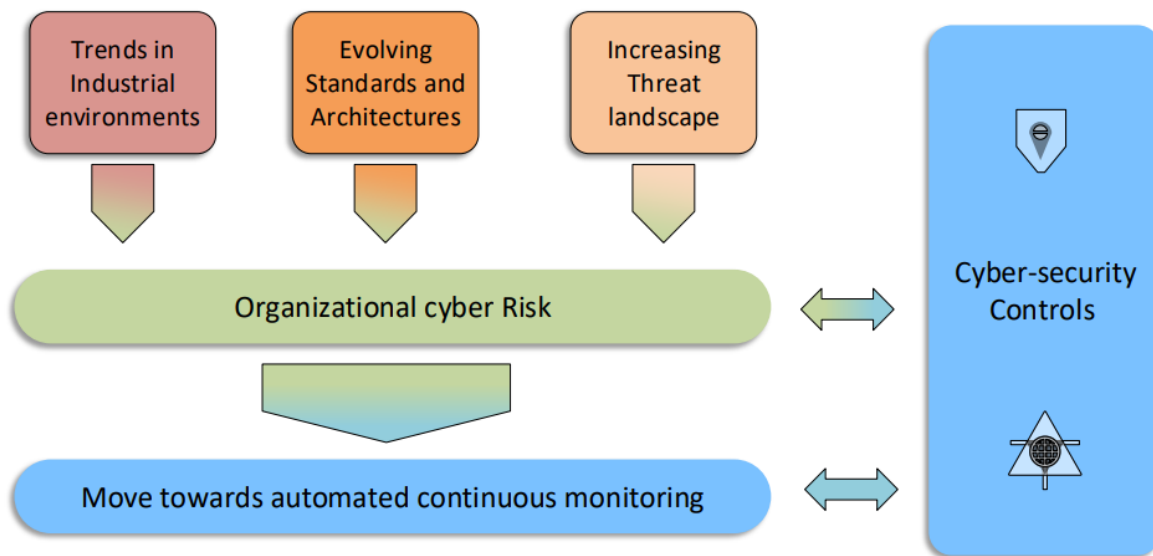 Trends in
Industrial
environments
Evolving
Standards and
Architectures
Increasing
Threat
landscape
Organizational cyber Risk
Cyber-security
Controls
Move towards automated continuous monitoring